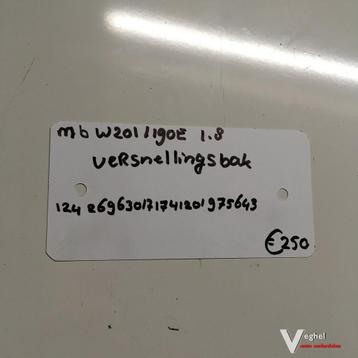 mb W201/190E 1.8
veRsnellingsbak
124 2696301717412019 75643
€250
Veghel